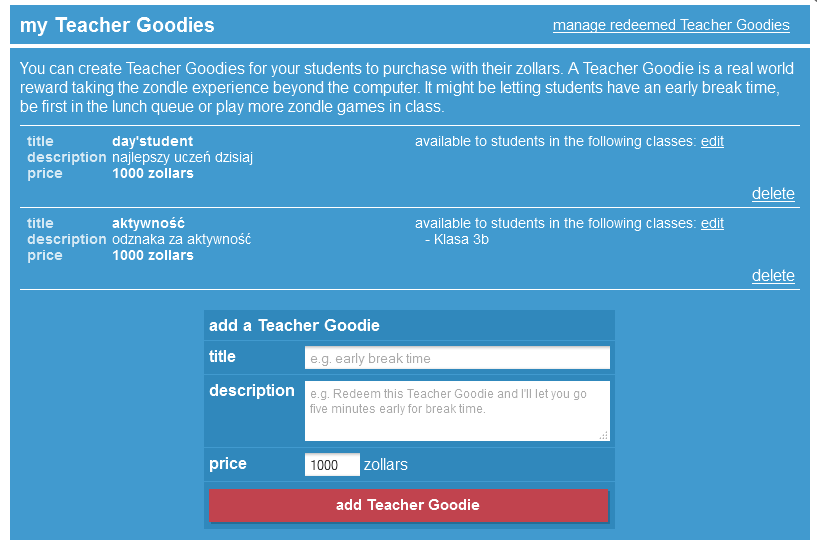 my Teacher Goodies manage redeemed Teacher Goodies
You can create Teacher Goodies for your students to purchase with their zollars. A Teacher Goodie is a real world
reward taking the zondle experience beyond the computer. It might be letting students have an early break time,
be first in the lunch queue or play more zondle games in class.
title day'student available to students in the following classes: edit
description najlepszy uczeń dzisiaj
price 1000 zollars
delete
title aktywność available to students in the following classes: edit
description odznaka za aktywność - Klasa 3b
price 1000 zollars
delete
add a Teacher Goodie
title e.g. early break time
description e.g. Redeem this Teacher Goodie and I'll let you go
five minutes early for break time.
price 1000 zollars
add Teacher Goodie